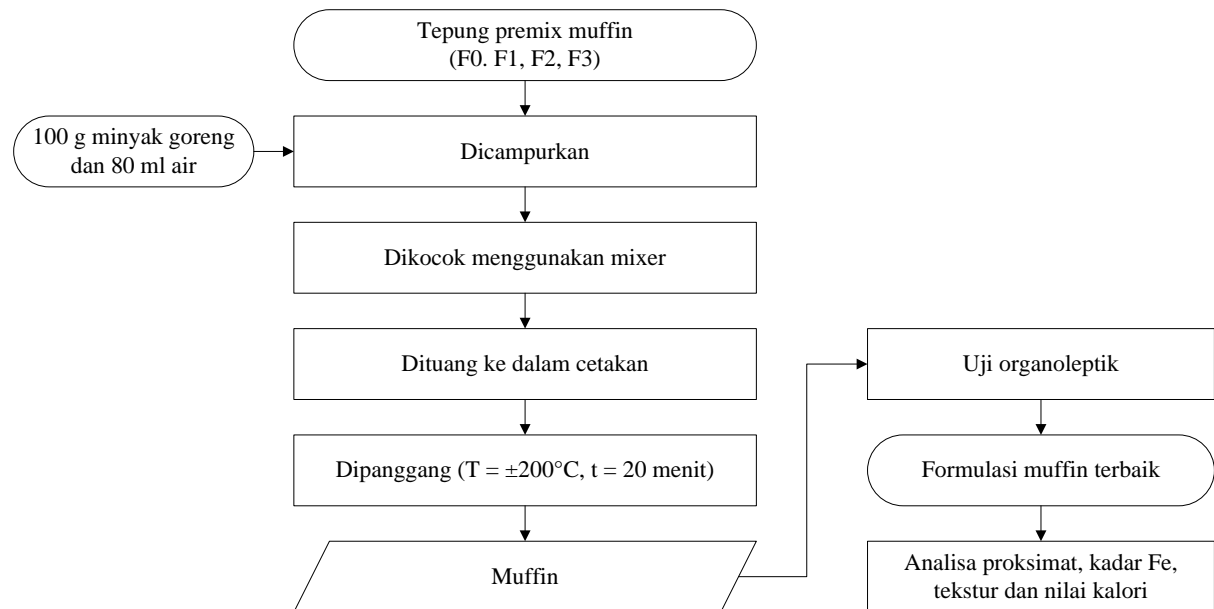 Tepung premix muffin
(F0. F1, F2, F3)
100 g minyak goreng
dan 80 ml air
Dicampurkan
Dikocok menggunakan mixer
Dituang ke dalam cetakan
Dipanggang (T = ±200°C, t = 20 menit)
Muffin
Uji organoleptik
Formulasi muffin terbaik
Analisa proksimat, kadar Fe,
tekstur dan nilai kalori